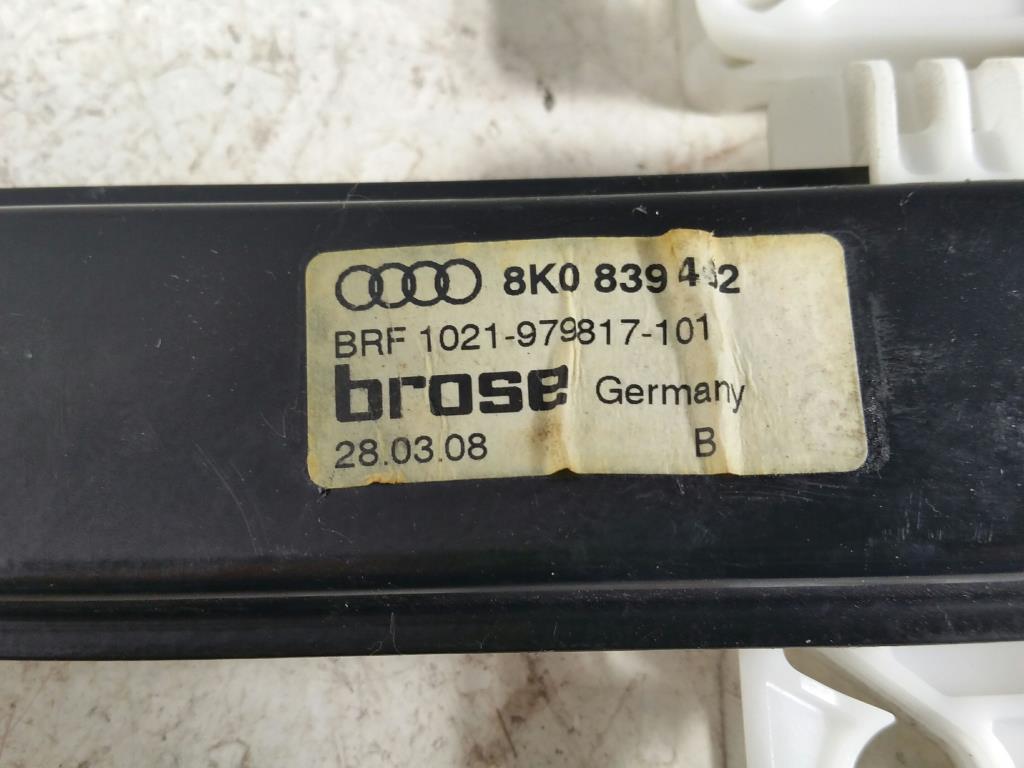 8K0 839
BRF 1021-979817-101
brose Germany
28.03.08 B